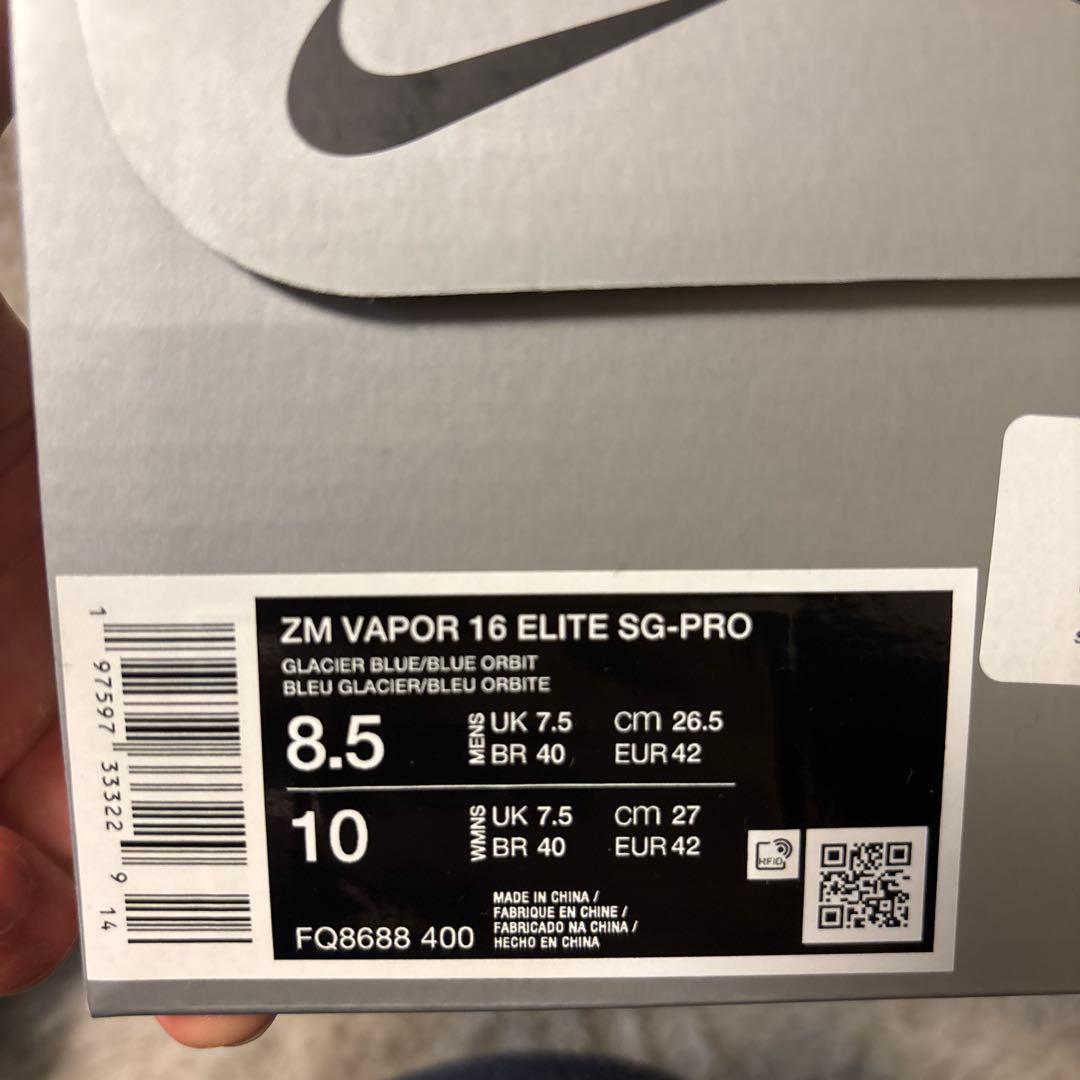 ZM VAPOR 16 ELITE SG-PRO
GLACIER BLUE/BLUE ORBIT
BLEU GLACIER/BLEU ORBITE
8.5 MENS UK 7.5 cm 26.5
BR 40 EUR 42
10 WMNS UK 7.5 cm 27
BR 40 EUR 42
RFID
FQ8688 400
MADE IN CHINA /
FABRIQUE EN CHINE /
FABRICADO NA CHINA /
HECHO EN CHINA
1 97597 33322 9 14